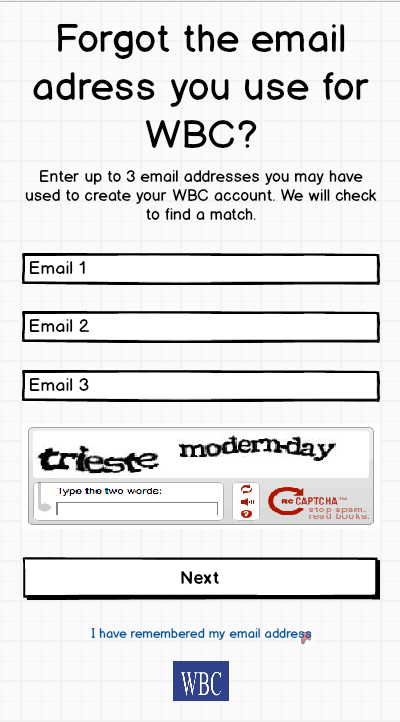 Forgot the email
adress you use for
WBC?
Enter up to 3 email addresses you may have
used to create your WBC account. We will check
to find a match.
Email 1
Email 2
Email 3
trieste modern-day
Type the two words:
reCAPTCHA™
stop spam.
read books.
Next
I have remembered my email address
WBC